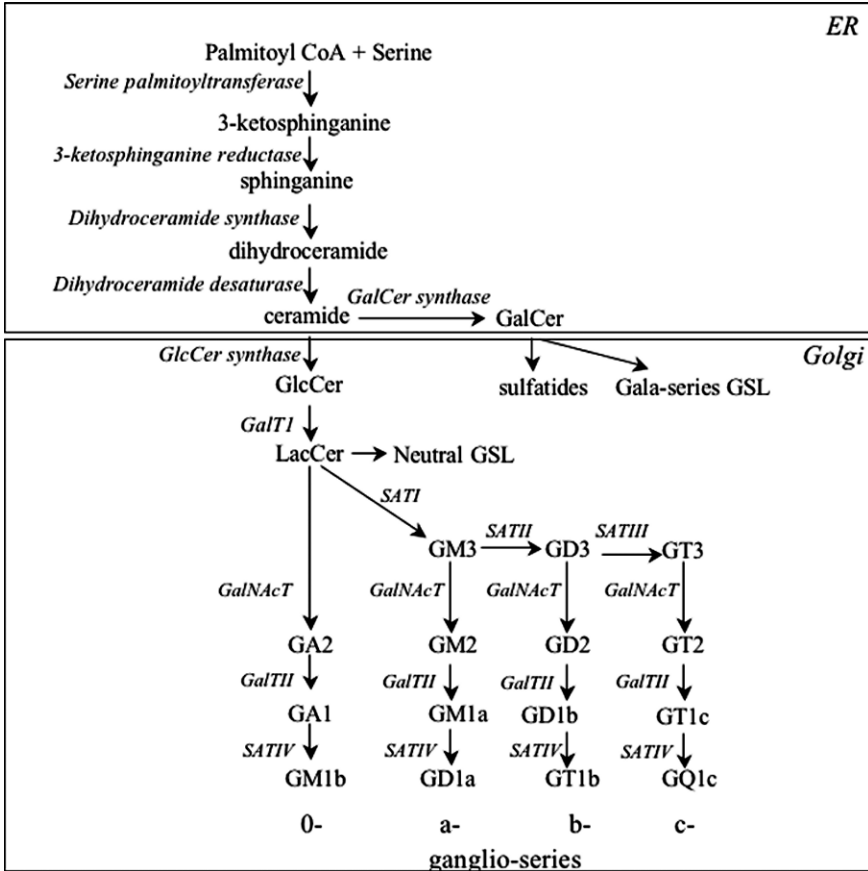 ER
Palmitoyl CoA + Serine
Serine palmitoyltransferase
3-ketosphinganine
3-ketosphinganine reductase
sphinganine
Dihydroceramide synthase
dihydroceramide
Dihydroceramide desaturase
GalCer synthase
ceramide GalCer
Golgi
GlcCer synthase
GlcCer sulfatides Gala-series GSL
GalT1
LacCer Neutral GSL
SATI
SATII SATIII
GM3 GD3 GT3
GalNAcT GalNAcT GalNAcT GalNAcT
GA2 GM2 GD2 GT2
GalTII GalTII GalTII GalTII
GA1 GM1a GD1b GT1c
SATIV SATIV SATIV SATIV
GM1b GD1a GT1b GQ1c
0- a- b- c-
ganglio-series